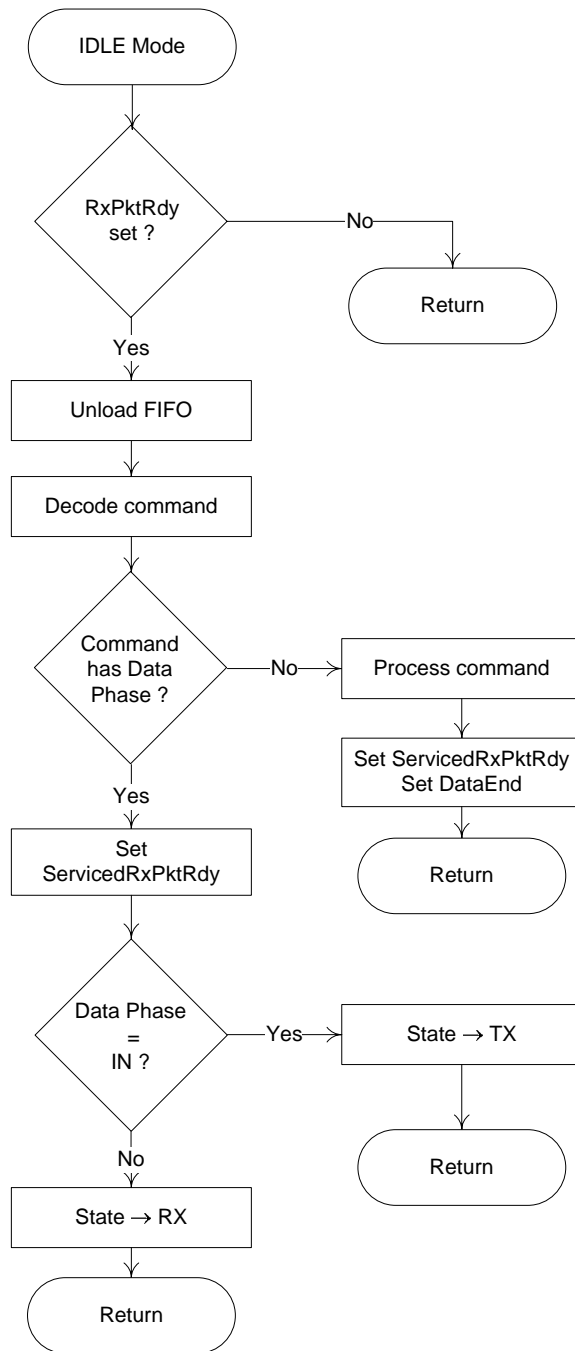 IDLE Mode
RxPktRdy
set ?
No
Return
Yes
Unload FIFO
Decode command
Command
has Data
Phase ?
No
Process command
Set ServicedRxPktRdy
Set DataEnd
Return
Yes
Set
ServicedRxPktRdy
Data Phase
=
IN ?
Yes
State → TX
Return
No
State → RX
Return